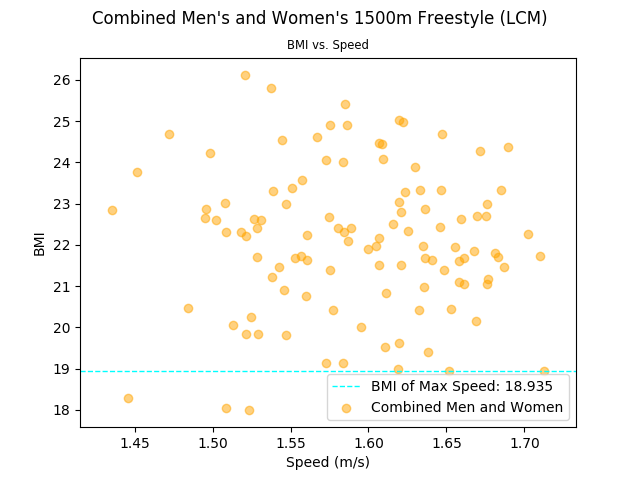 Combined Men's and Women's 1500m Freestyle (LCM)
BMI vs. Speed
26
25
24
23
22
21
20
19
18
BMI
BMI of Max Speed: 18.935
Combined Men and Women
1.45 1.50 1.55 1.60 1.65 1.70
Speed (m/s)